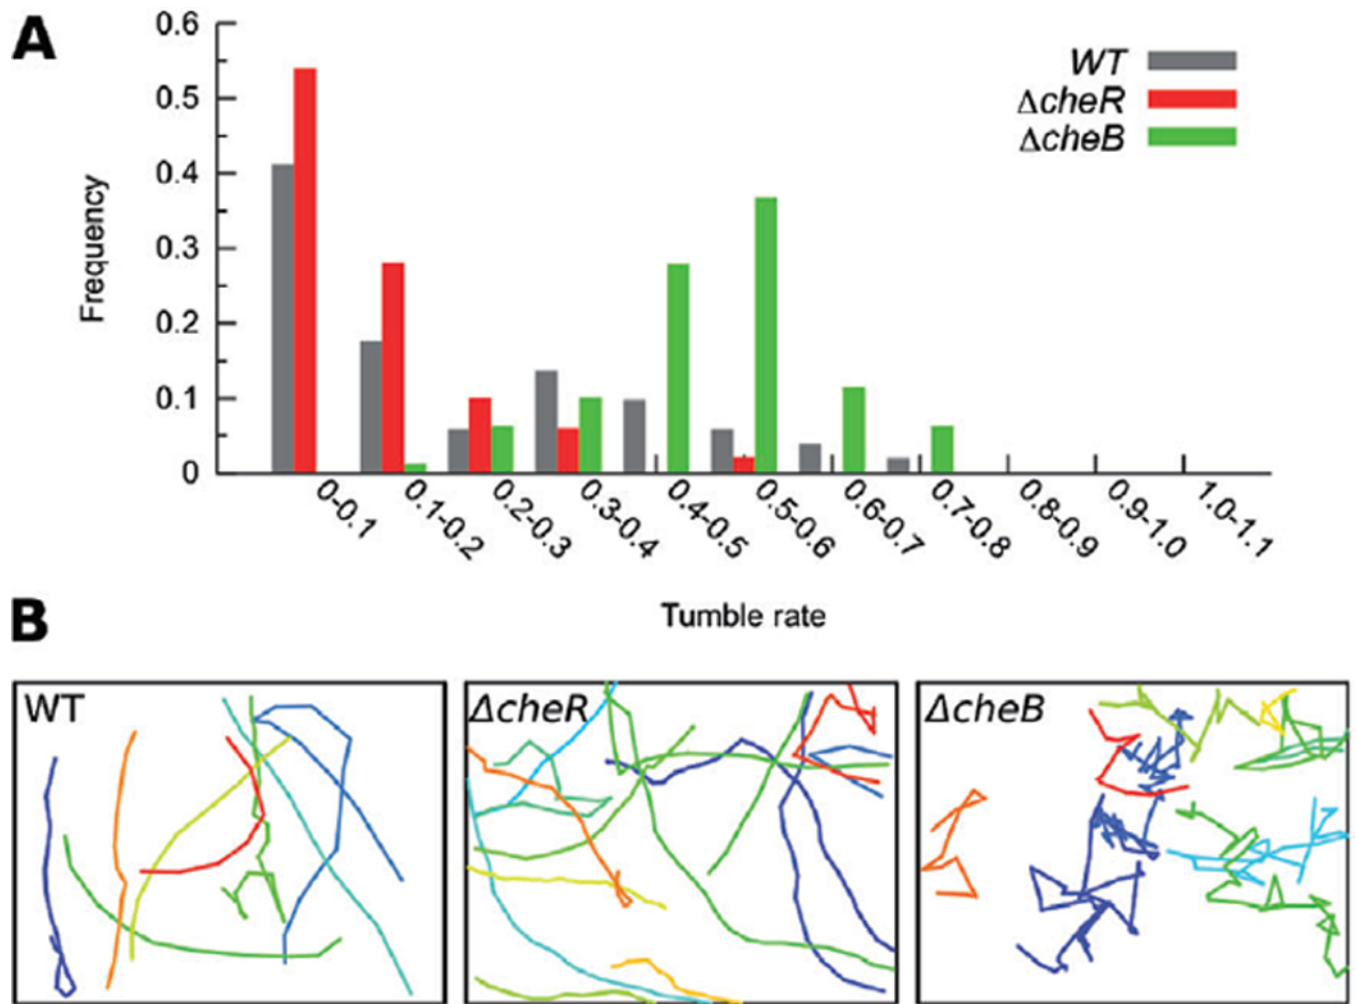 A
0.6
0.5
0.4
0.3
0.2
0.1
0
Frequency
WT
ΔcheR
ΔcheB
0-0.1
0.1-0.2
0.2-0.3
0.3-0.4
0.4-0.5
0.5-0.6
0.6-0.7
0.7-0.8
0.8-0.9
0.9-1.0
1.0-1.1
Tumble rate
B
WT
ΔcheR
ΔcheB